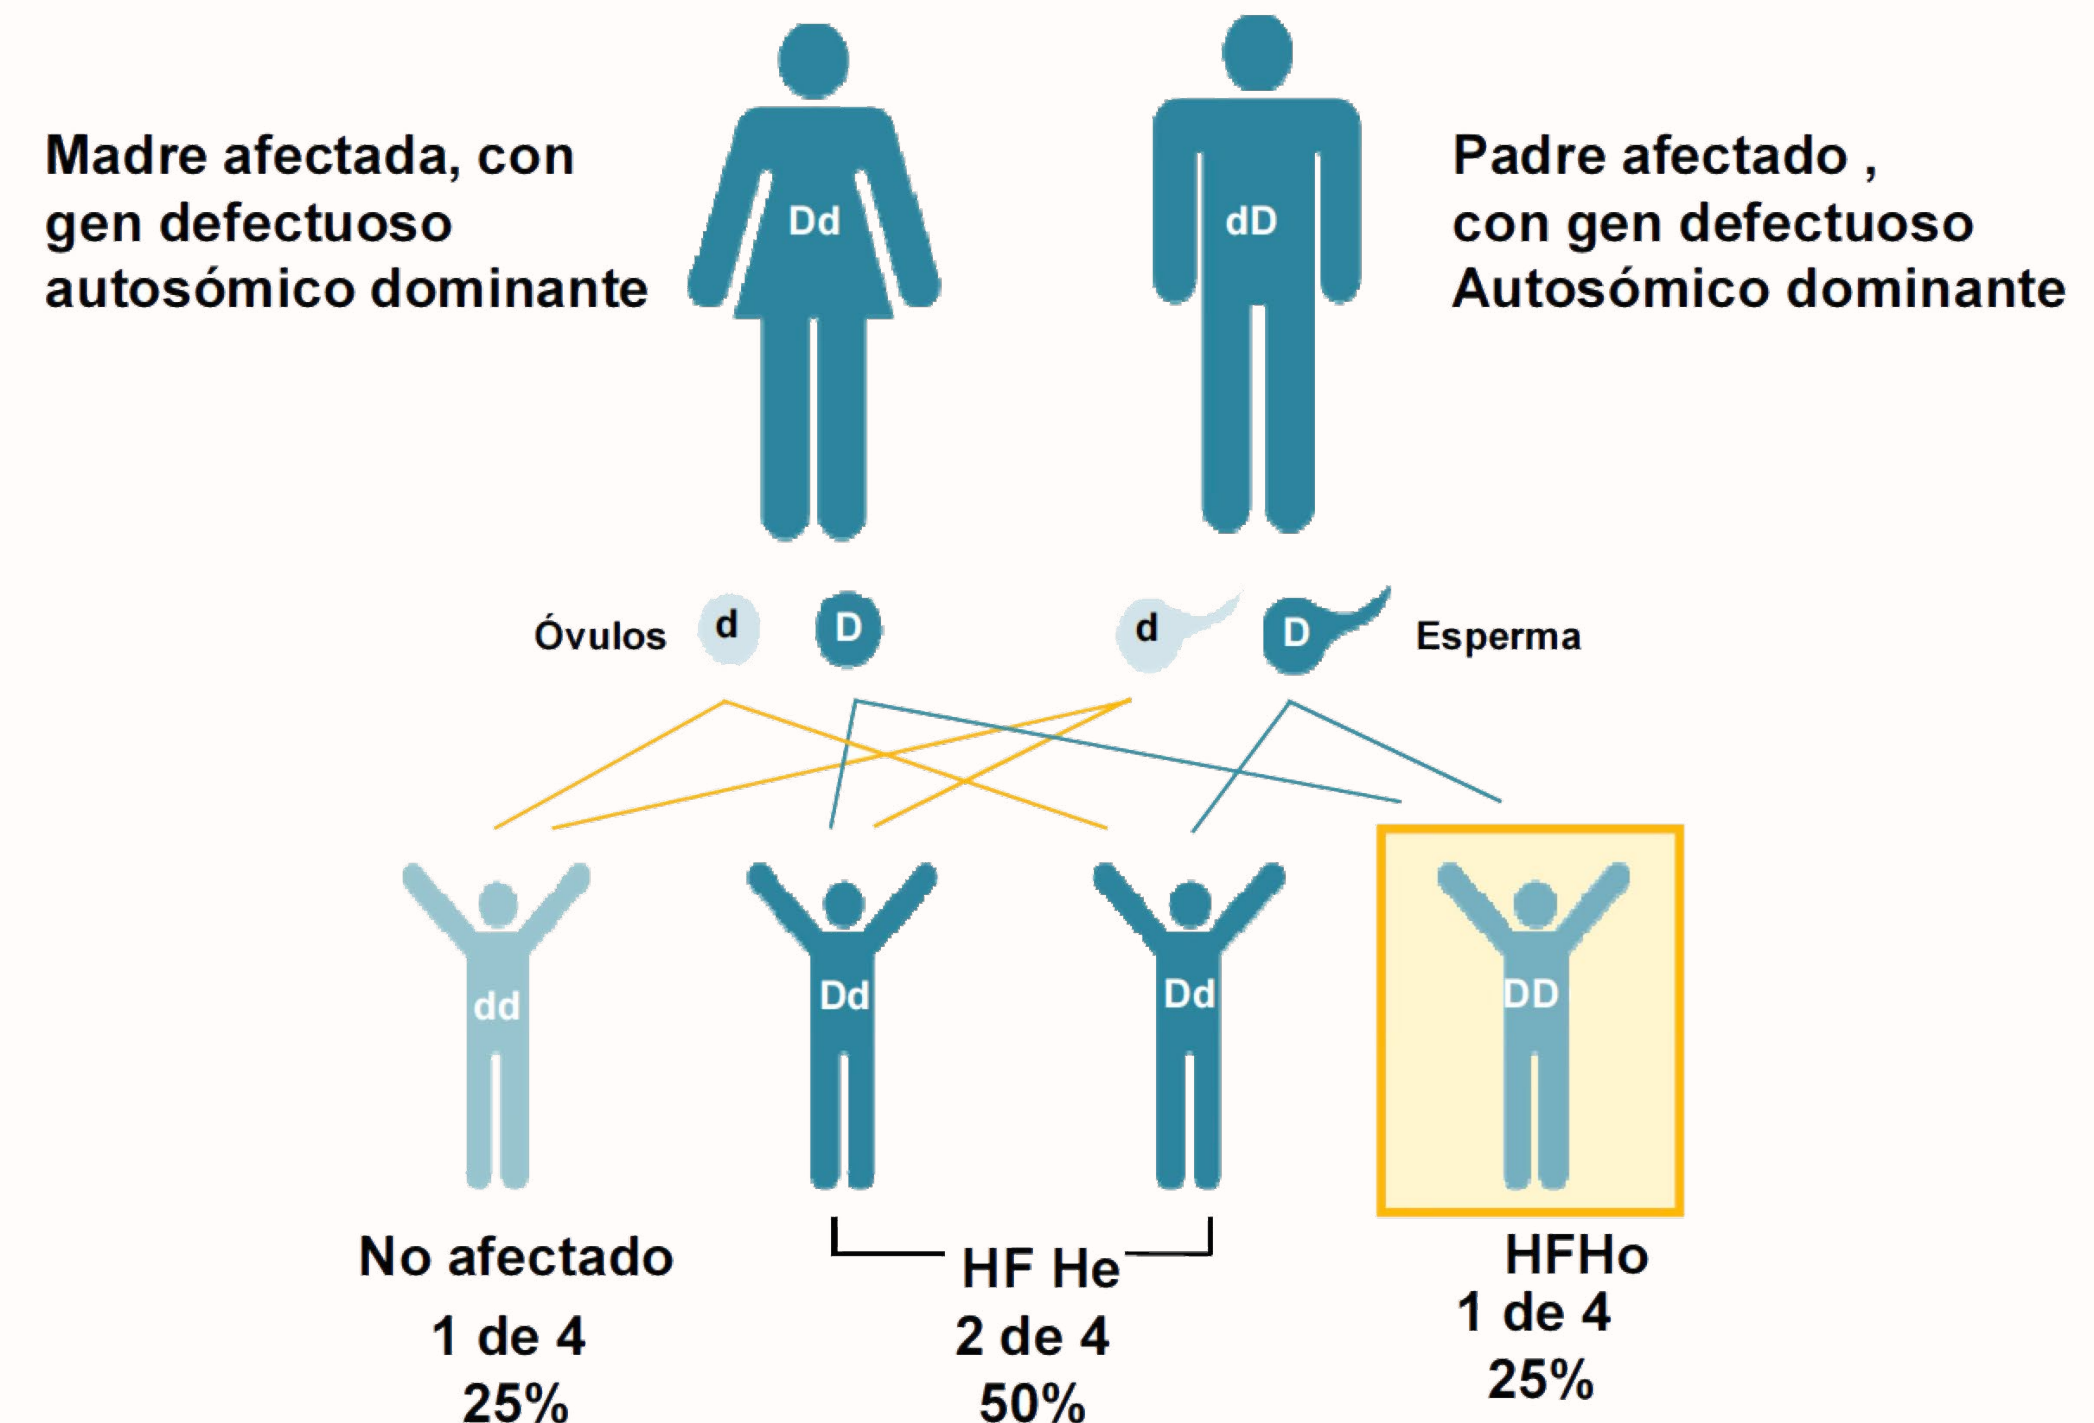 Madre afectada, con
gen defectuoso
autosómico dominante
Dd
dD
Padre afectado ,
con gen defectuoso
Autosómico dominante
Óvulos
d
D
d
D
Esperma
dd
Dd
Dd
DD
No afectado
1 de 4
25%
HF He
2 de 4
50%
HFHo
1 de 4
25%